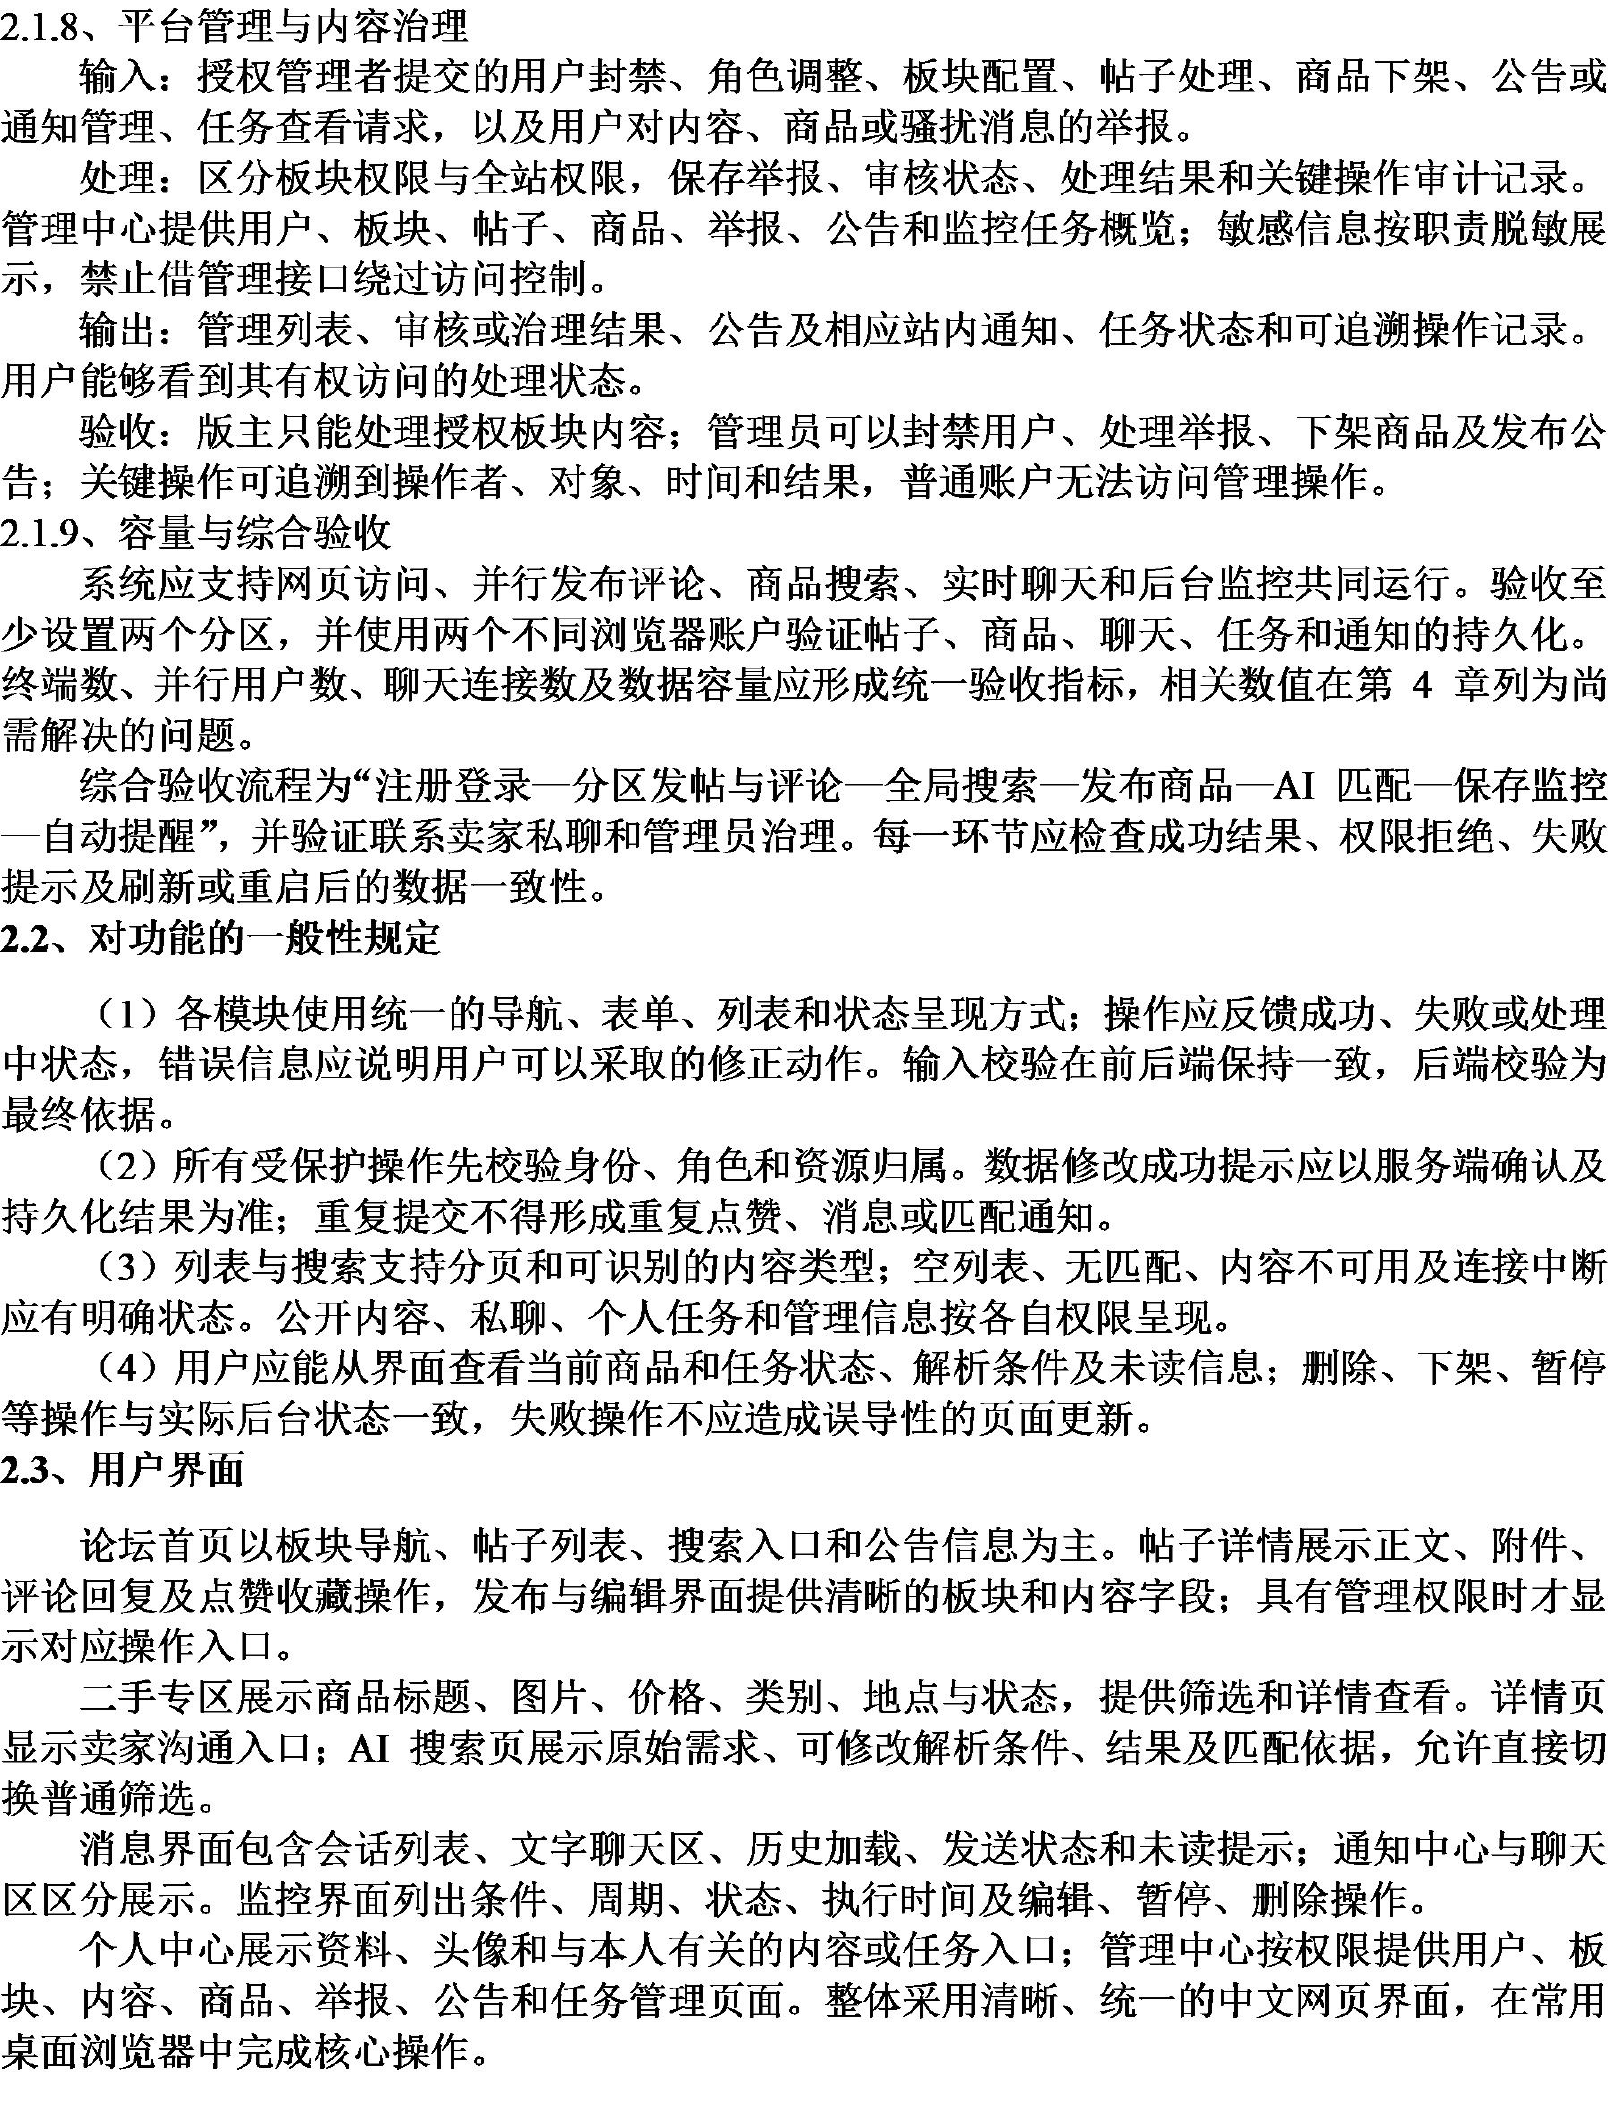 2.1.8、平台管理与内容治理
输入：授权管理者提交的用户封禁、角色调整、板块配置、帖子处理、商品下架、公告或
通知管理、任务查看请求，以及用户对内容、商品或骚扰消息的举报。
处理：区分板块权限与全站权限，保存举报、审核状态、处理结果和关键操作审计记录。
管理中心提供用户、板块、帖子、商品、举报、公告和监控任务概览；敏感信息按职责脱敏展
示，禁止借管理接口绕过访问控制。
输出：管理列表、审核或治理结果、公告及相应站内通知、任务状态和可追溯操作记录。
用户能够看到其有权访问的处理状态。
验收：版主只能处理授权板块内容；管理员可以封禁用户、处理举报、下架商品及发布公
告；关键操作可追溯到操作者、对象、时间和结果，普通账户无法访问管理操作。
2.1.9、容量与综合验收
系统应支持网页访问、并行发布评论、商品搜索、实时聊天和后台监控共同运行。验收至
少设置两个分区，并使用两个不同浏览器账户验证帖子、商品、聊天、任务和通知的持久化。
终端数、并行用户数、聊天连接数及数据容量应形成统一验收指标，相关数值在第 4 章列为尚
需解决的问题。
综合验收流程为“注册登录—分区发帖与评论—全局搜索—发布商品—AI 匹配—保存监控
—自动提醒”，并验证联系卖家私聊和管理员治理。每一环节应检查成功结果、权限拒绝、失败
提示及刷新或重启后的数据一致性。
2.2、对功能的一般性规定
（1）各模块使用统一的导航、表单、列表和状态呈现方式；操作应反馈成功、失败或处理
中状态，错误信息应说明用户可以采取的修正动作。输入校验在前后端保持一致，后端校验为
最终依据。
（2）所有受保护操作先校验身份、角色和资源归属。数据修改成功提示应以服务端确认及
持久化结果为准；重复提交不得形成重复点赞、消息或匹配通知。
（3）列表与搜索支持分页和可识别的内容类型；空列表、无匹配、内容不可用及连接中断
应有明确状态。公开内容、私聊、个人任务和管理信息按各自权限呈现。
（4）用户应能从界面查看当前商品和任务状态、解析条件及未读信息；删除、下架、暂停
等操作与实际后台状态一致，失败操作不应造成误导性的页面更新。
2.3、用户界面
论坛首页以板块导航、帖子列表、搜索入口和公告信息为主。帖子详情展示正文、附件、
评论回复及点赞收藏操作，发布与编辑界面提供清晰的板块和内容字段；具有管理权限时才显
示对应操作入口。
二手专区展示商品标题、图片、价格、类别、地点与状态，提供筛选和详情查看。详情页
显示卖家沟通入口；AI 搜索页展示原始需求、可修改解析条件、结果及匹配依据，允许直接切
换普通筛选。
消息界面包含会话列表、文字聊天区、历史加载、发送状态和未读提示；通知中心与聊天
区区分展示。监控界面列出条件、周期、状态、执行时间及编辑、暂停、删除操作。
个人中心展示资料、头像和与本人有关的内容或任务入口；管理中心按权限提供用户、板
块、内容、商品、举报、公告和任务管理页面。整体采用清晰、统一的中文网页界面，在常用
桌面浏览器中完成核心操作。